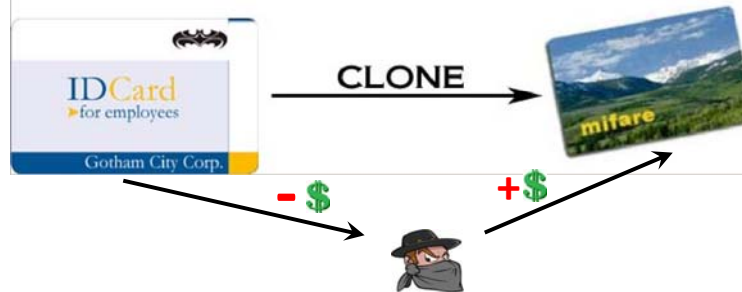 IDCard
for employees
Gotham City Corp.
CLONE
mifare
- $
+$